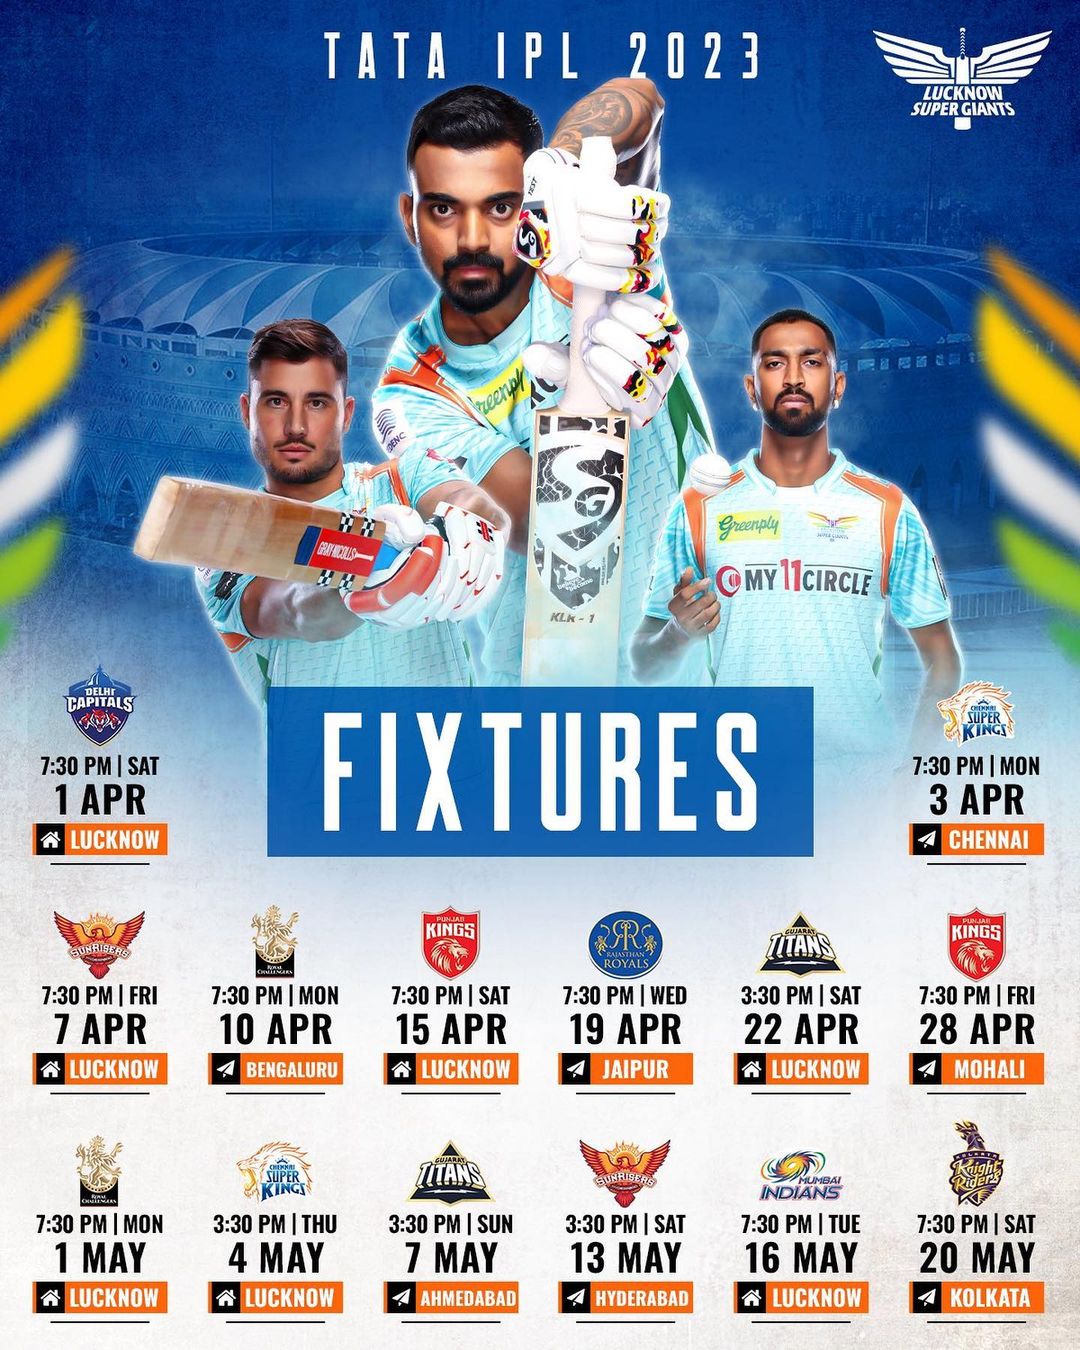 TATA IPL 2023
LUCKNOW
SUPER GIANTS
TEST
SG
Greenply
GRAY-NICOLLS
SG
KLR - 1
Greenply
MY11CIRCLE
FIXTURES
DELHI
CAPITALS
7:30 PM | SAT
1 APR
LUCKNOW
CHENNAI
SUPER
KINGS
7:30 PM | MON
3 APR
CHENNAI
SUNRISERS
7:30 PM | FRI
7 APR
LUCKNOW
ROYAL
CHALLENGERS
7:30 PM | MON
10 APR
BENGALURU
PUNJAB
KINGS
7:30 PM | SAT
15 APR
LUCKNOW
RR
RAJASTHAN
ROYALS
7:30 PM | WED
19 APR
JAIPUR
GUJARAT
TITANS
3:30 PM | SAT
22 APR
LUCKNOW
PUNJAB
KINGS
7:30 PM | FRI
28 APR
MOHALI
ROYAL
CHALLENGERS
7:30 PM | MON
1 MAY
LUCKNOW
CHENNAI
SUPER
KINGS
3:30 PM | THU
4 MAY
LUCKNOW
GUJARAT
TITANS
3:30 PM | SUN
7 MAY
AHMEDABAD
SUNRISERS
3:30 PM | SAT
13 MAY
HYDERABAD
MUMBAI
INDIANS
7:30 PM | TUE
16 MAY
LUCKNOW
KOLKATA
Knight
Riders
7:30 PM | SAT
20 MAY
KOLKATA